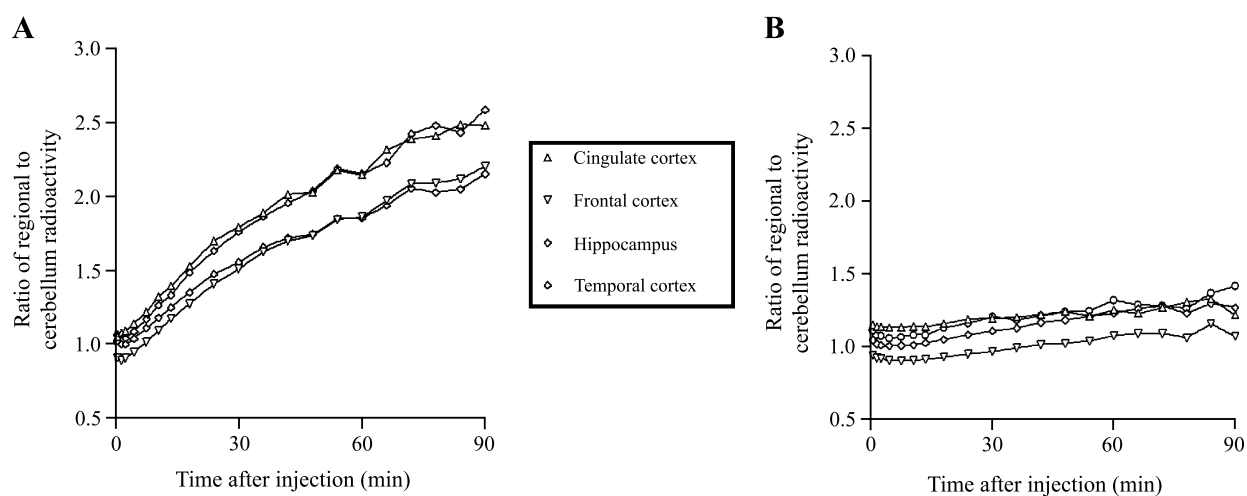 A
Ratio of regional to
cerebellum radioactivity
3.0
2.5
2.0
1.5
1.0
0.5
0
30
60
90
Time after injection (min)
Cingulate cortex
Frontal cortex
Hippocampus
Temporal cortex
B
Ratio of regional to
cerebellum radioactivity
3.0
2.5
2.0
1.5
1.0
0.5
0
30
60
90
Time after injection (min)